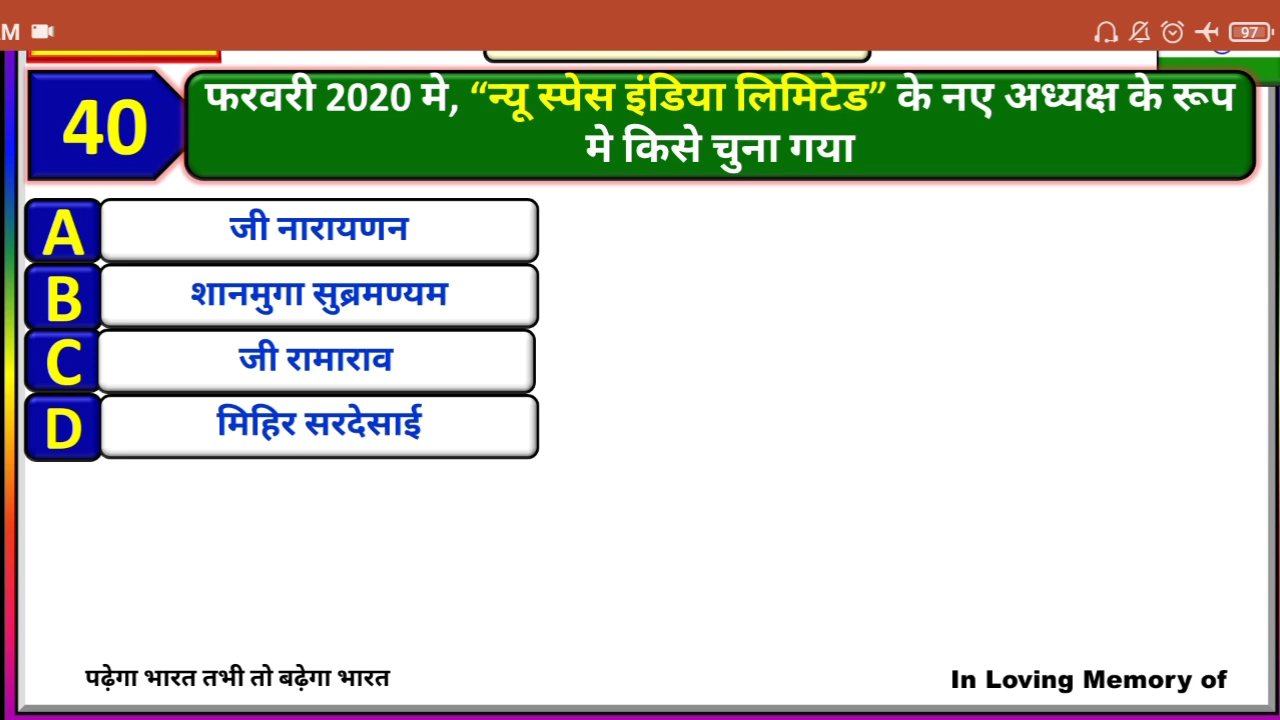 M
97
40
फरवरी 2020 मे, “न्यू स्पेस इंडिया लिमिटेड” के नए अध्यक्ष के रूप
मे किसे चुना गया
A
जी नारायणन
B
शानमुगा सुब्रमण्यम
C
जी रामाराव
D
मिहिर सरदेसाई
पढ़ेगा भारत तभी तो बढ़ेगा भारत
In Loving Memory of